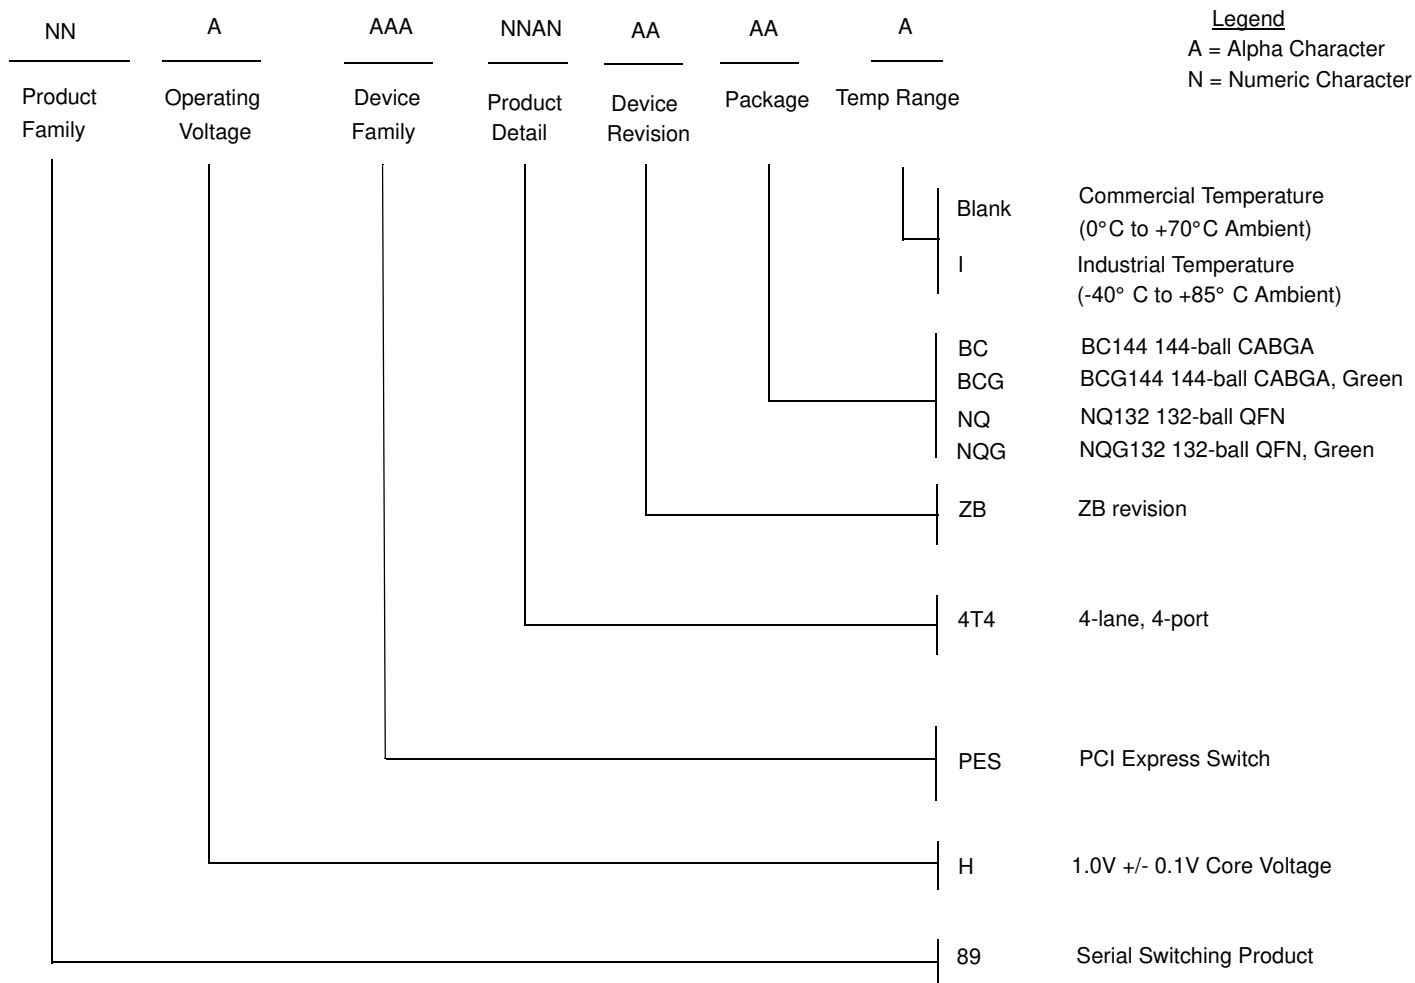 NN A AAA NNAN AA AA A
Legend
A = Alpha Character
N = Numeric Character
Product Family
Operating Voltage
Device Family
Product Detail
Device Revision
Package
Temp Range
Blank Commercial Temperature
(0°C to +70°C Ambient)
I Industrial Temperature
(-40° C to +85° C Ambient)
BC BC144 144-ball CABGA
BCG BCG144 144-ball CABGA, Green
NQ NQ132 132-ball QFN
NQG NQG132 132-ball QFN, Green
ZB ZB revision
4T4 4-lane, 4-port
PES PCI Express Switch
H 1.0V +/- 0.1V Core Voltage
89 Serial Switching Product